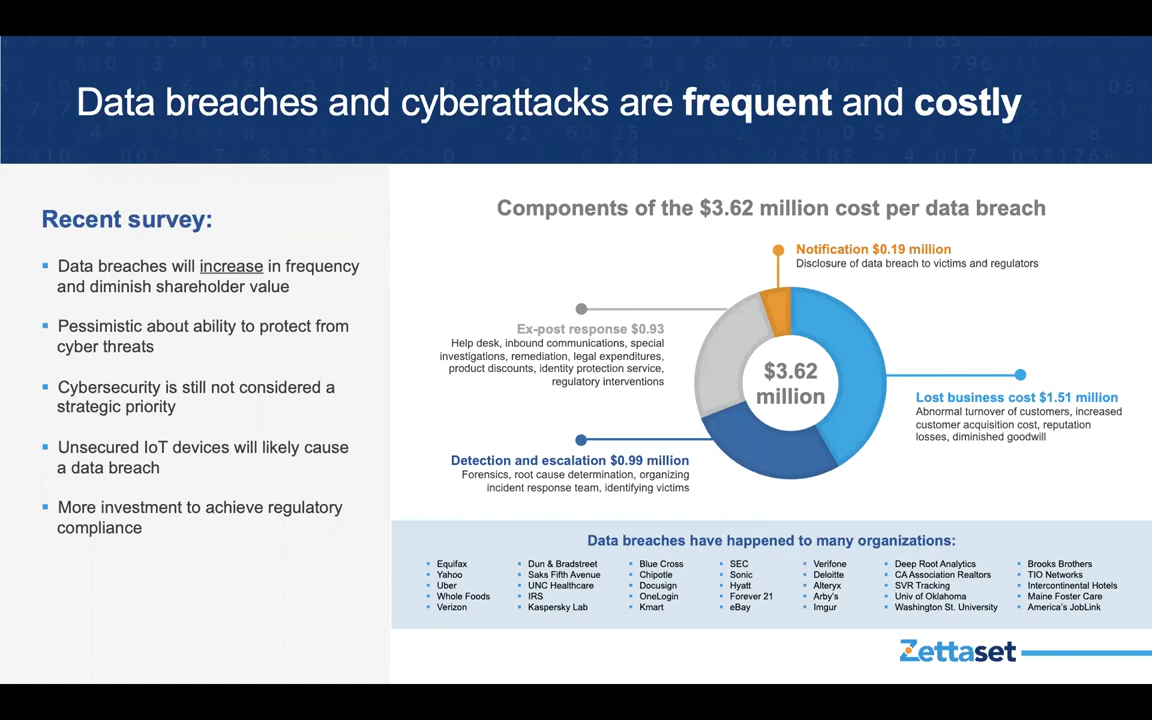 Data breaches and cyberattacks are frequent and costly
Recent survey:
▪ Data breaches will increase in frequency
and diminish shareholder value
▪ Pessimistic about ability to protect from
cyber threats
▪ Cybersecurity is still not considered a
strategic priority
▪ Unsecured IoT devices will likely cause
a data breach
▪ More investment to achieve regulatory
compliance
Components of the $3.62 million cost per data breach
Notification $0.19 million
Disclosure of data breach to victims and regulators
Ex-post response $0.93
Help desk, inbound communications, special
investigations, remediation, legal expenditures,
product discounts, identity protection service,
regulatory interventions
$3.62
million
Lost business cost $1.51 million
Abnormal turnover of customers, increased
customer acquisition cost, reputation
losses, diminished goodwill
Detection and escalation $0.99 million
Forensics, root cause determination, organizing
incident response team, identifying victims
Data breaches have happened to many organizations:
▪ Equifax
▪ Yahoo
▪ Uber
▪ Whole Foods
▪ Verizon
▪ Dun & Bradstreet
▪ Saks Fifth Avenue
▪ UNC Healthcare
▪ IRS
▪ Kaspersky Lab
▪ Blue Cross
▪ Chipotle
▪ Docusign
▪ OneLogin
▪ Kmart
▪ SEC
▪ Sonic
▪ Hyatt
▪ Forever 21
▪ eBay
▪ Verifone
▪ Deloitte
▪ Alteryx
▪ Arby's
▪ Imgur
▪ Deep Root Analytics
▪ CA Association Realtors
▪ SVR Tracking
▪ Univ of Oklahoma
▪ Washington St. University
▪ Brooks Brothers
▪ TIO Networks
▪ Intercontinental Hotels
▪ Maine Foster Care
▪ America's JobLink
Zettaset